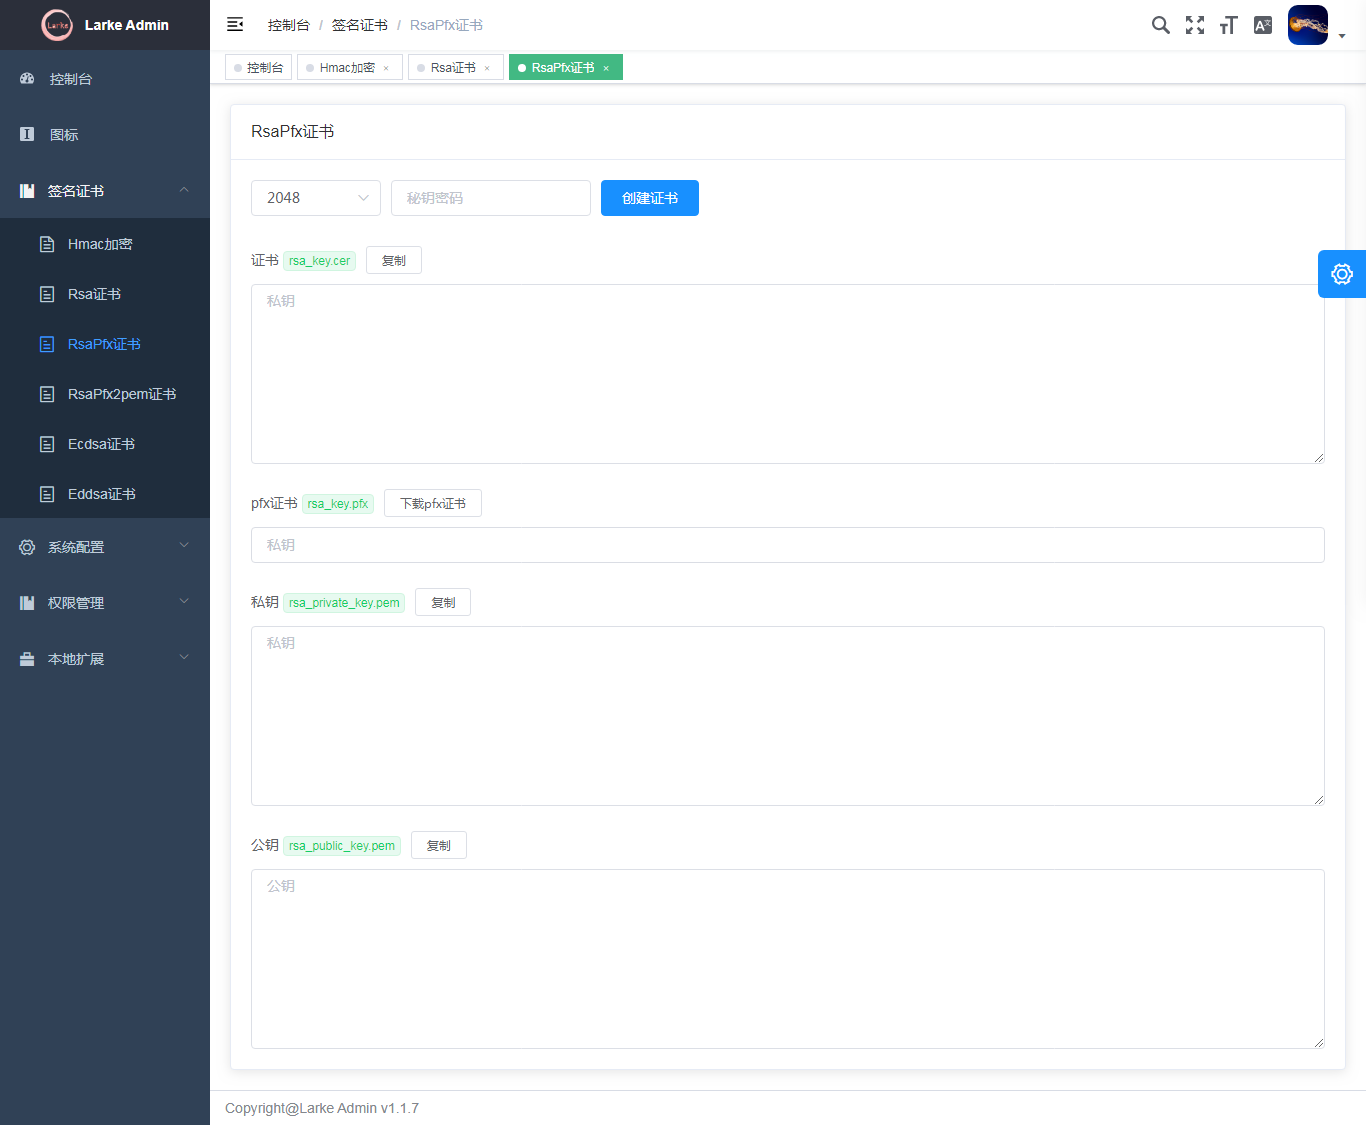 Larke
Larke Admin
控制台 / 签名证书 / RsaPfx证书
控制台
Hmac加密 ×
Rsa证书 ×
RsaPfx证书 ×
控制台
图标
签名证书
Hmac加密
Rsa证书
RsaPfx证书
RsaPfx2pem证书
Ecdsa证书
Eddsa证书
系统配置
权限管理
本地扩展
RsaPfx证书
2048
秘钥密码
创建证书
证书 rsa_key.cer 复制
私钥
pfx证书 rsa_key.pfx 下载pfx证书
私钥
私钥 rsa_private_key.pem 复制
私钥
公钥 rsa_public_key.pem 复制
公钥
Copyright@Larke Admin v1.1.7